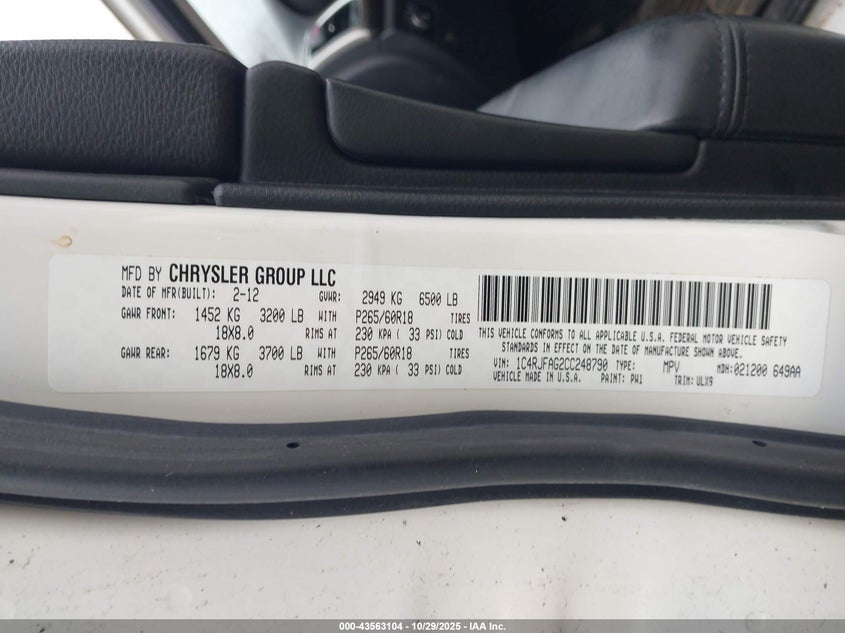 MFD BY CHRYSLER GROUP LLC
DATE OF MFR(BUILT): 2-12 GVWR: 2949 KG 6500 LB
GAWR FRONT: 1452 KG 3200 LB WITH P265/60R18 TIRES
18X8.0 RIMS AT 230 KPA ( 33 PSI) COLD
GAWR REAR: 1679 KG 3700 LB WITH P265/60R18 TIRES
18X8.0 RIMS AT 230 KPA ( 33 PSI) COLD
THIS VEHICLE CONFORMS TO ALL APPLICABLE U.S.A. FEDERAL MOTOR VEHICLE SAFETY
STANDARDS IN EFFECT ON THE DATE OF MANUFACTURE SHOWN ABOVE.
VIN: 1C4RJFAG2CC248790 TYPE: MPV MDH:021200 649AA
VEHICLE MADE IN U.S.A. PAINT: PW1 TRIM: ULX9
000-43563104 | 10/29/2025 - IAA Inc.